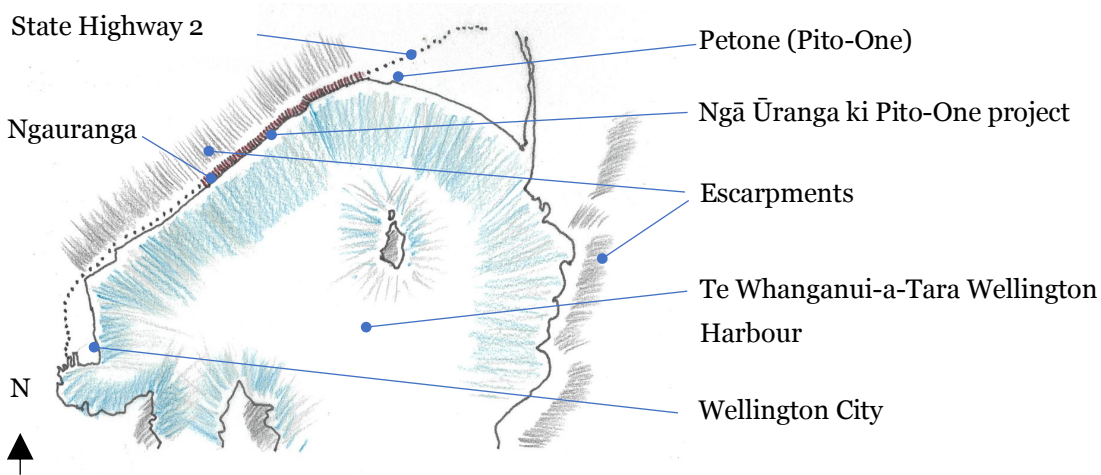 State Highway 2
Petone (Pito-One)
Ngā Ūranga ki Pito-One project
Ngauranga
Escarpments
Te Whanganui-a-Tara Wellington
Harbour
Wellington City
N